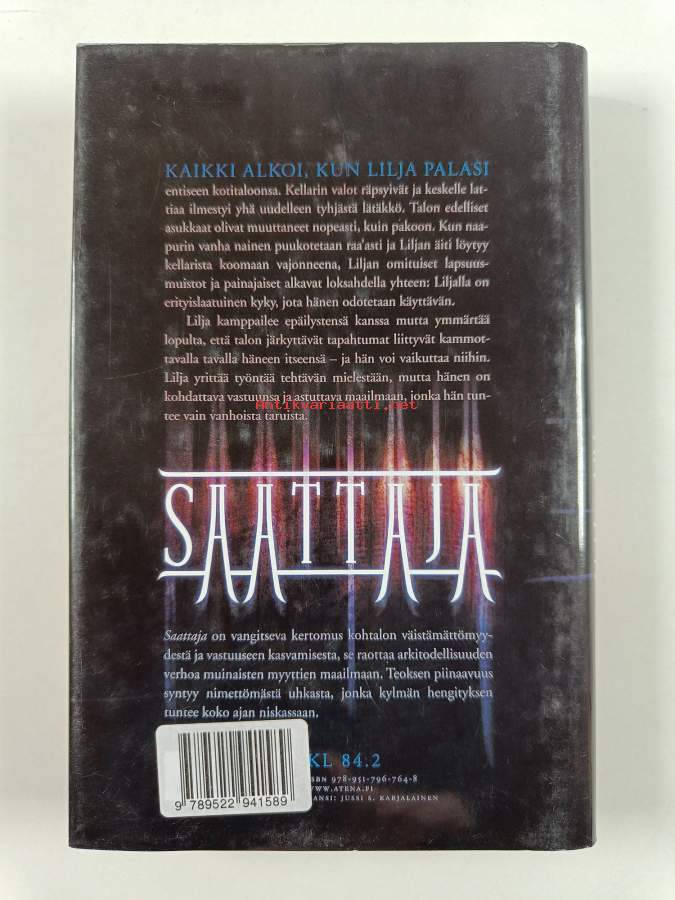 KAIKKI ALKOI, KUN LILJA PALASI
entiseen kotitaloonsa. Kellarin valot räpsyivät ja keskelle lat-
tiaa ilmestyi yhä uudelleen tyhjästä lätäkkö. Talon edelliset
asukkaat olivat muuttaneet nopeasti, kuin pakoon. Kun naa-
purin vanha nainen puukotetaan raa'asti ja Liljan äiti löytyy
kellarista koomaan vajonneena, Liljan omituiset lapsuus-
muistot ja painajaiset alkavat loksahdella yhteen: Liljalla on
erityislaatuinen kyky, jota hänen odotetaan käyttävän.
Lilja kamppailee epäilystensä kanssa mutta ymmärtää
lopulta, että talon järkyttävät tapahtumat liittyvät kammot-
tavalla tavalla häneen itseensä – ja hän voi vaikuttaa niihin.
Lilja yrittää työntää tehtävän mielestään, mutta hänen on
kohdattava vastuunsa ja astuttava maailmaan, jonka hän tun-
Antikvariaatti.net
tee vain vanhoista taruista.
SAATTAJA
Saattaja on vangitseva kertomus kohtalon väistämättömyy-
destä ja vastuuseen kasvamisesta, se raottaa arkitodellisuuden
verhoa muinaisten myyttien maailmaan. Teoksen piinaavuus
syntyy nimettömästä uhkasta, jonka kylmän hengityksen
tuntee koko ajan niskassaan.
KL 84.2
ISBN 978-951-796-764-8
WWW.ATENA.FI
ANSI: JUSSI S. KARJALAINEN
9 789522 941589